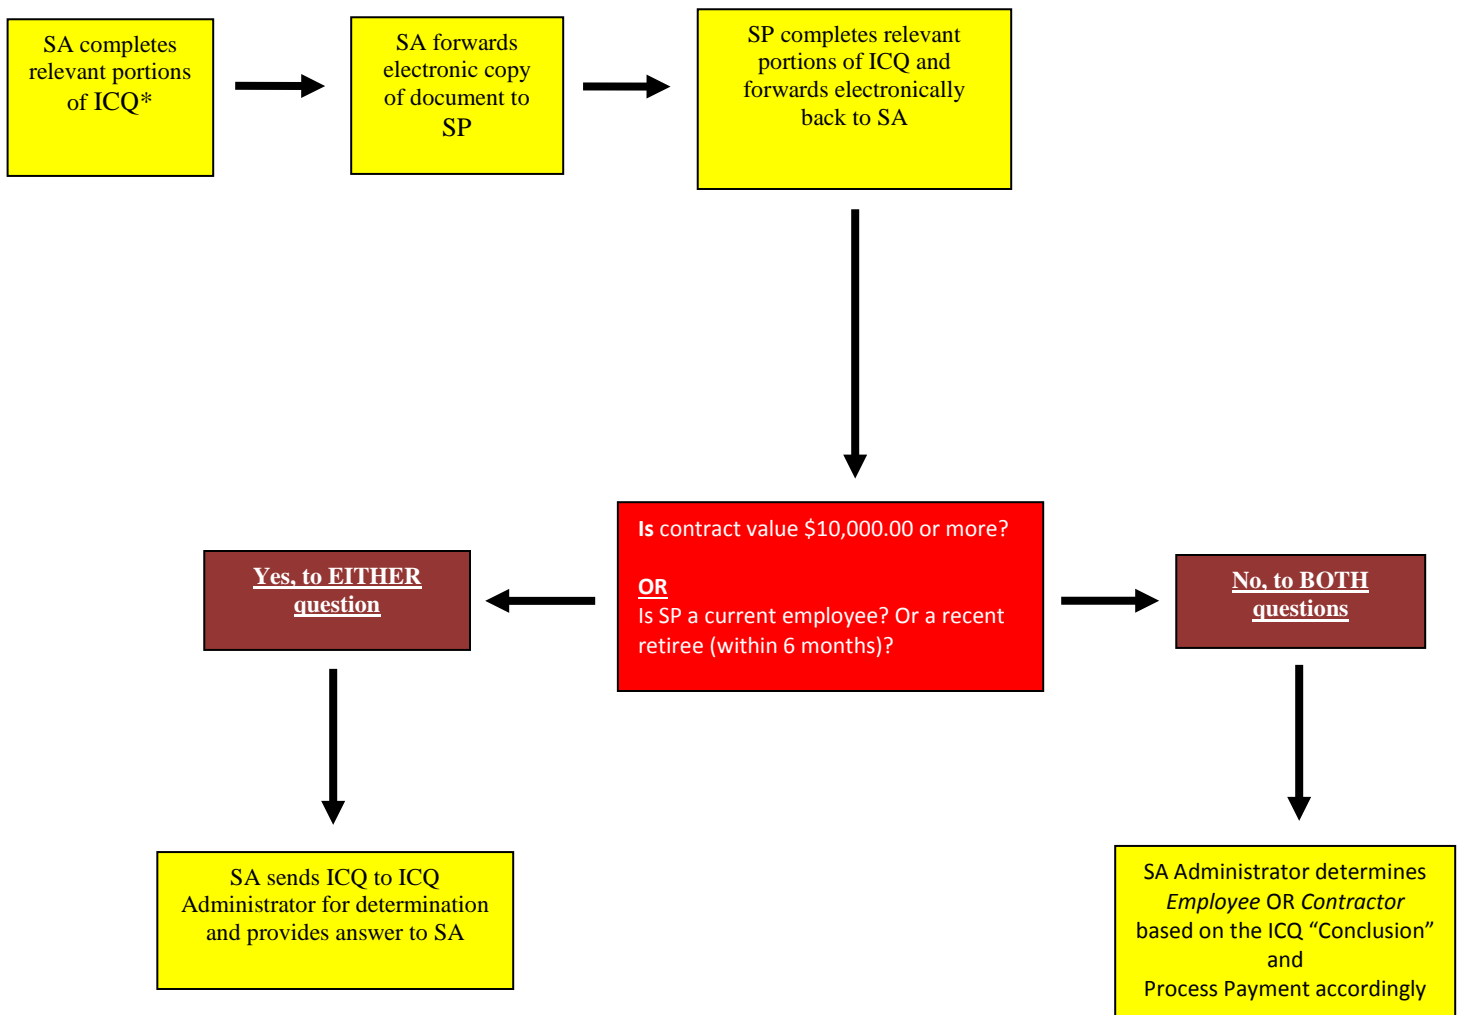 SA completes
relevant portions
of ICQ*
SA forwards
electronic copy
of document to
SP
SP completes relevant
portions of ICQ and
forwards electronically
back to SA
Is contract value $10,000.00 or more?
OR
Is SP a current employee? Or a recent
retiree (within 6 months)?
Yes, to EITHER
question
No, to BOTH
questions
SA sends ICQ to ICQ
Administrator for determination
and provides answer to SA
SA Administrator determines
Employee OR Contractor
based on the ICQ “Conclusion”
and
Process Payment accordingly